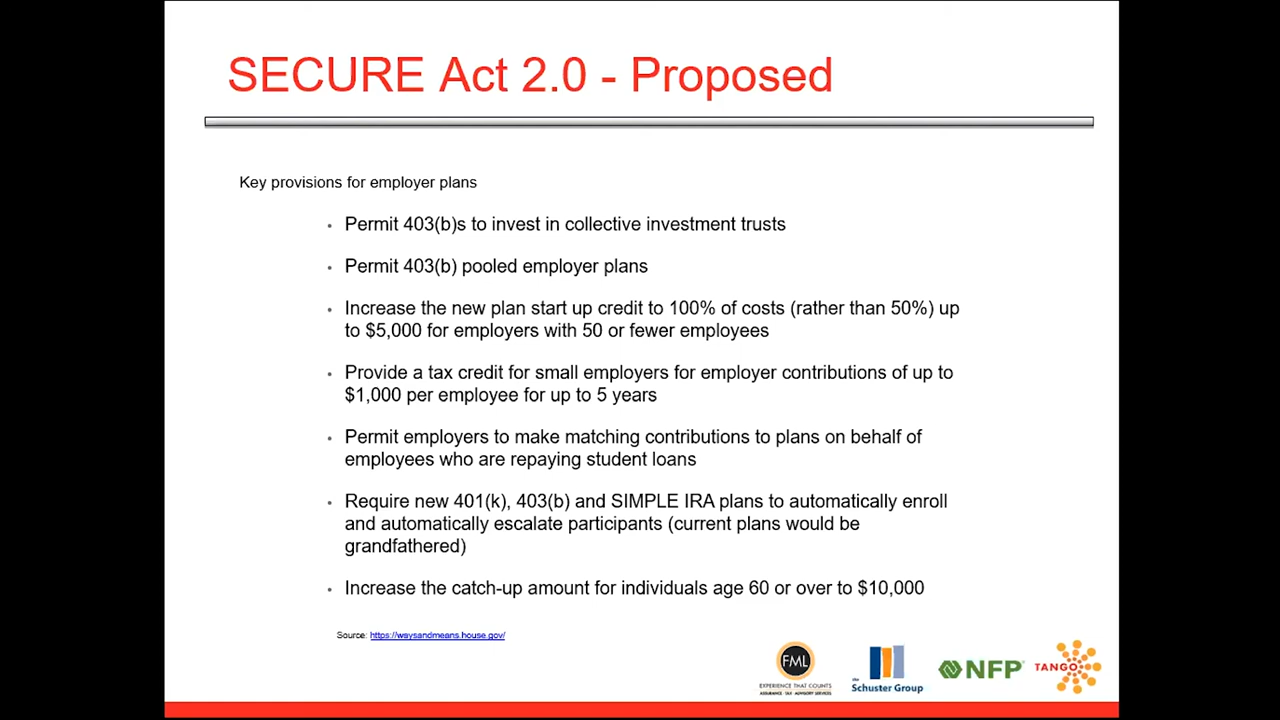 SECURE Act 2.0 - Proposed
Key provisions for employer plans
• Permit 403(b)s to invest in collective investment trusts
• Permit 403(b) pooled employer plans
• Increase the new plan start up credit to 100% of costs (rather than 50%) up
to $5,000 for employers with 50 or fewer employees
• Provide a tax credit for small employers for employer contributions of up to
$1,000 per employee for up to 5 years
• Permit employers to make matching contributions to plans on behalf of
employees who are repaying student loans
• Require new 401(k), 403(b) and SIMPLE IRA plans to automatically enroll
and automatically escalate participants (current plans would be
grandfathered)
• Increase the catch-up amount for individuals age 60 or over to $10,000
Source: https://waysandmeans.house.gov/
FML
EXPERIENCE THAT COUNTS
ASSURANCE · TAX · ADVISORY SERVICES
the
Schuster Group
NFP
TANGO